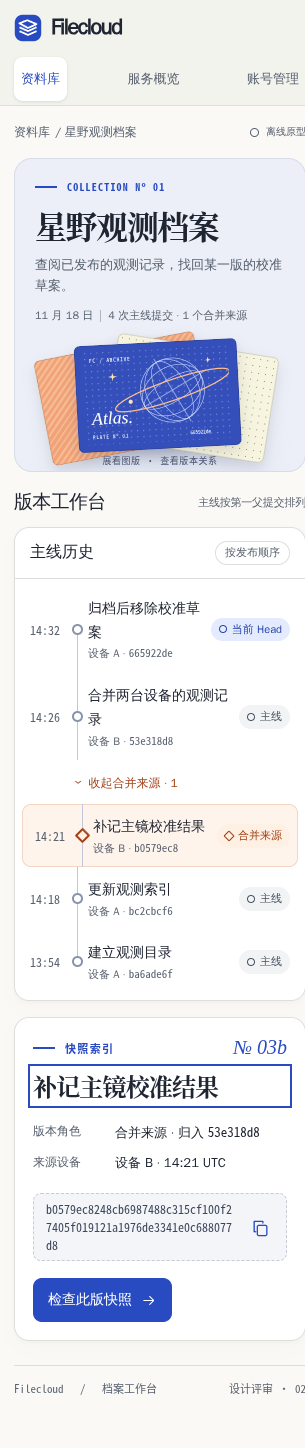 Filecloud
资料库 服务概览 账号管理
资料库 / 星野观测档案 离线原型
COLLECTION Nº 01
星野观测档案
查阅已发布的观测记录，找回某一版的校准
草案。
11 月 18 日 | 4 次主线提交 · 1 个合并来源
FC / ARCHIVE
Atlas.
PLATE Nº.01
665922de
展看图版 · 查看版本关系
版本工作台 主线按第一父提交排列
主线历史 按发布顺序
归档后移除校准草
案
14:32 当前 Head
设备 A · 665922de
合并两台设备的观测记
录
14:26 主线
设备 B · 53e318d8
收起合并来源 · 1
补记主镜校准结果
14:21 合并来源
设备 B · b0579ec8
更新观测索引
14:18 主线
设备 A · bc2cbcf6
建立观测目录
13:54 主线
设备 A · ba6ade6f
快照索引 № 03b
补记主镜校准结果
版本角色 合并来源 · 归入 53e318d8
来源设备 设备 B · 14:21 UTC
b0579ec8248cb6987488c315cf100f2
7405f019121a1976de3341e0c688077
d8
检查此版快照 →
Filecloud / 档案工作台 设计评审 · 02